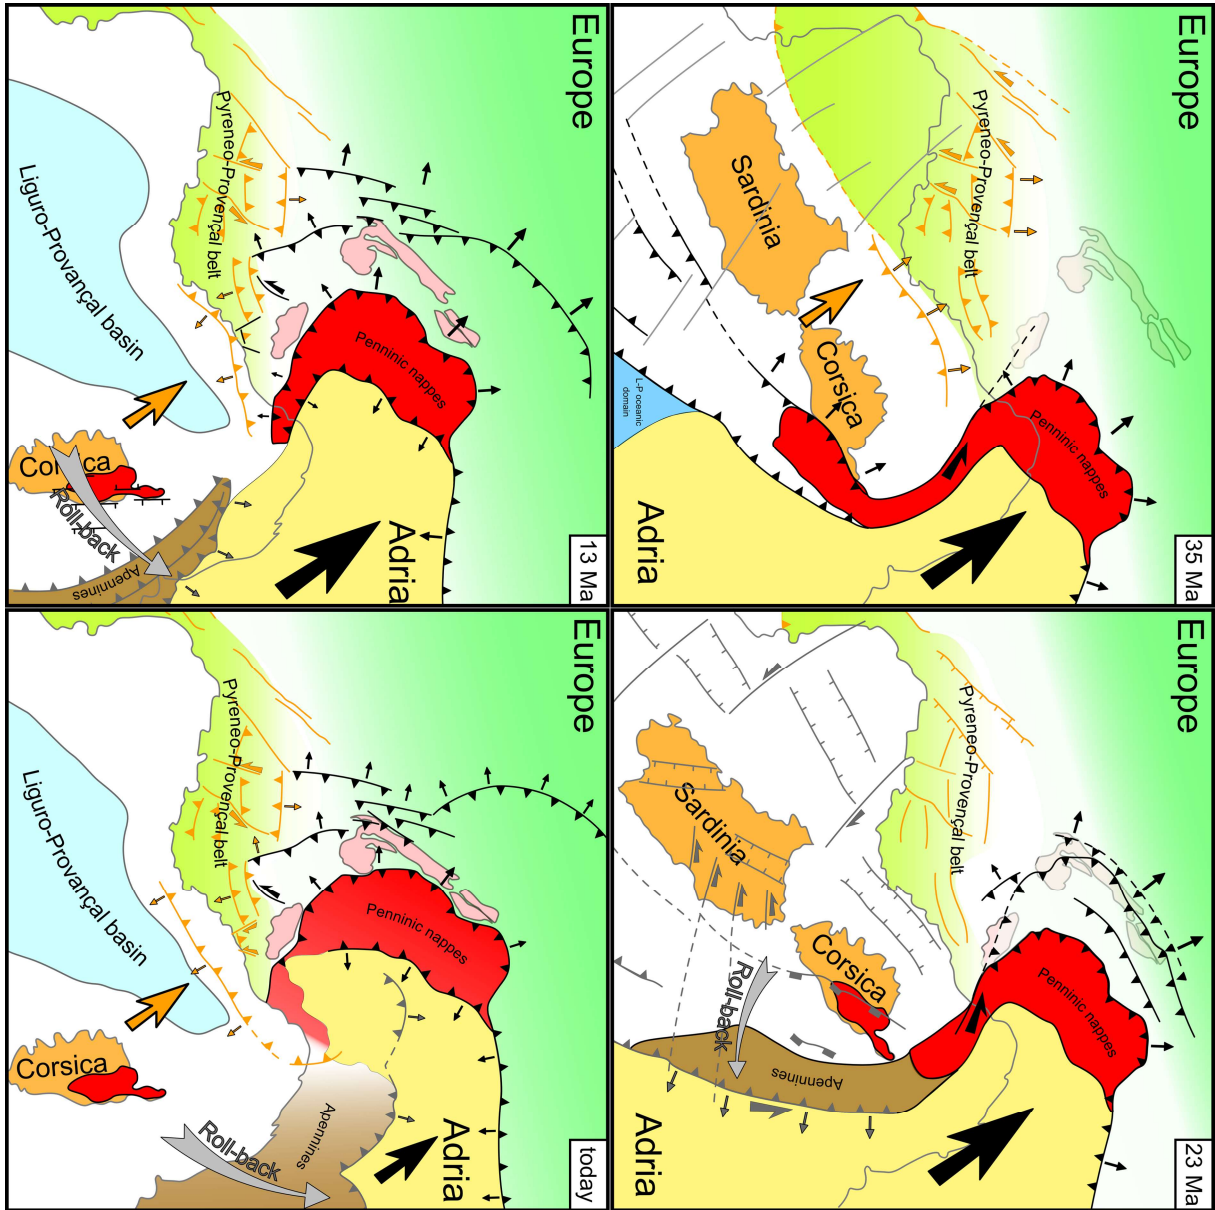 Europe
35 Ma
Pyreneo-Provençal belt
Sardinia
Corsica
Penninic nappes
L-P oceanic
domain
Adria
Europe
23 Ma
Pyreneo-Provençal belt
Sardinia
Corsica
Penninic nappes
Roll-back
Apennines
Adria
Europe
13 Ma
Pyreneo-Provençal belt
Liguro-Provançal basin
Penninic nappes
Corsica
Roll-back
Apennines
Adria
Europe
today
Pyreneo-Provençal belt
Liguro-Provançal basin
Penninic nappes
Corsica
Roll-back
Apennines
Adria